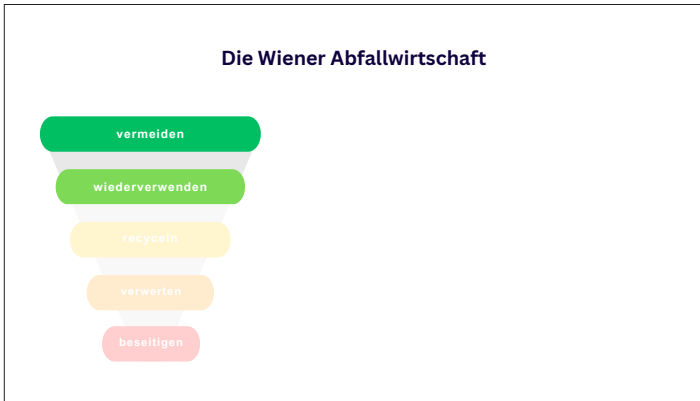 Die Wiener Abfallwirtschaft
vermeiden
wiederverwenden
recyceln
verwerten
beseitigen